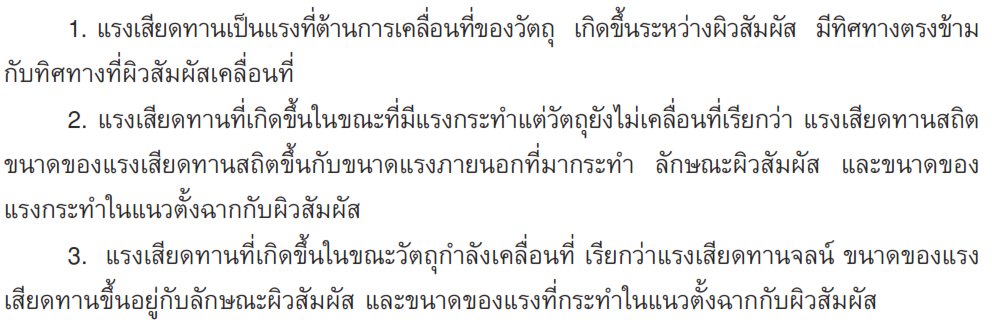 1. แรงเสียดทานเป็นแรงที่ต้านการเคลื่อนที่ของวัตถุ เกิดขึ้นระหว่างผิวสัมผัส มีทิศทางตรงข้าม
กับทิศทางที่ผิวสัมผัสเคลื่อนที่
2. แรงเสียดทานที่เกิดขึ้นในขณะที่มีแรงกระทำแต่วัตถุยังไม่เคลื่อนที่เรียกว่า แรงเสียดทานสถิต
ขนาดของแรงเสียดทานสถิตขึ้นกับขนาดแรงภายนอกที่มากระทำ ลักษณะผิวสัมผัส และขนาดของ
แรงกระทำในแนวตั้งฉากกับผิวสัมผัส
3. แรงเสียดทานที่เกิดขึ้นในขณะวัตถุกำลังเคลื่อนที่ เรียกว่าแรงเสียดทานจลน์ ขนาดของแรง
เสียดทานขึ้นอยู่กับลักษณะผิวสัมผัส และขนาดของแรงที่กระทำในแนวตั้งฉากกับผิวสัมผัส